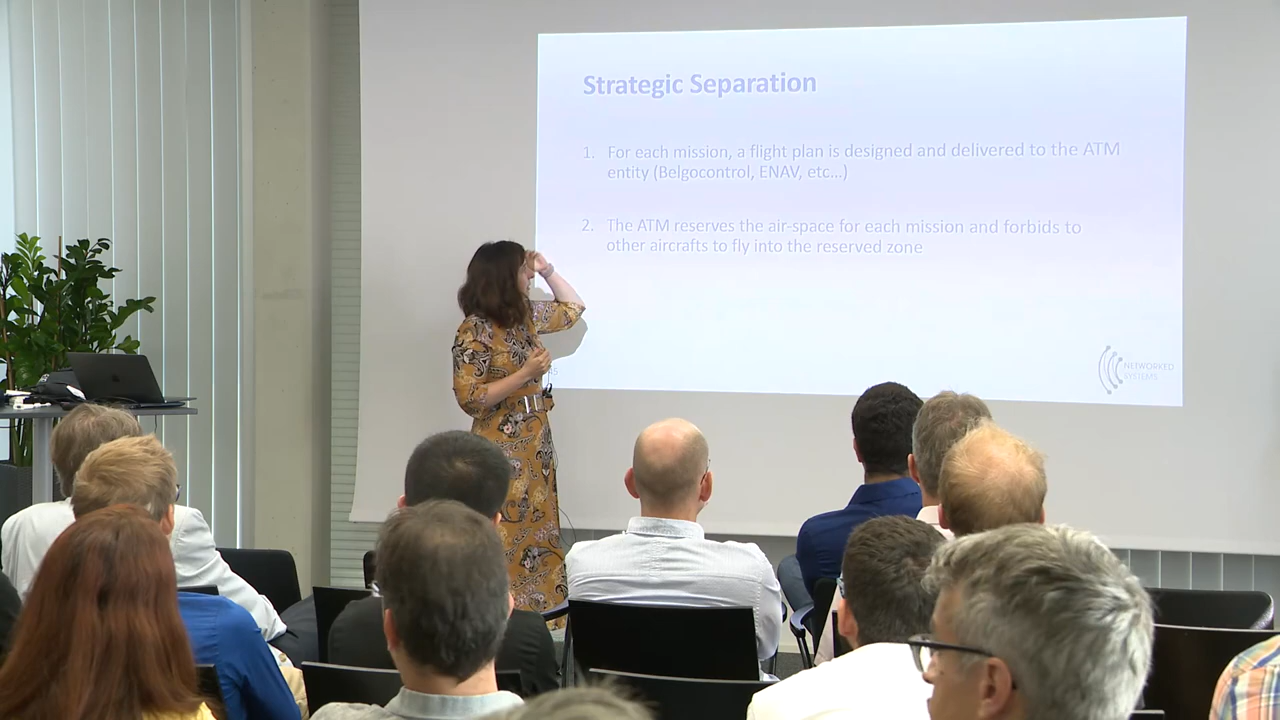 Strategic Separation
1. For each mission, a flight plan is designed and delivered to the ATM
entity (Belgocontrol, ENAV, etc...)
2. The ATM reserves the air-space for each mission and forbids to
other aircrafts to fly into the reserved zone
NETWORKED
SYSTEMS